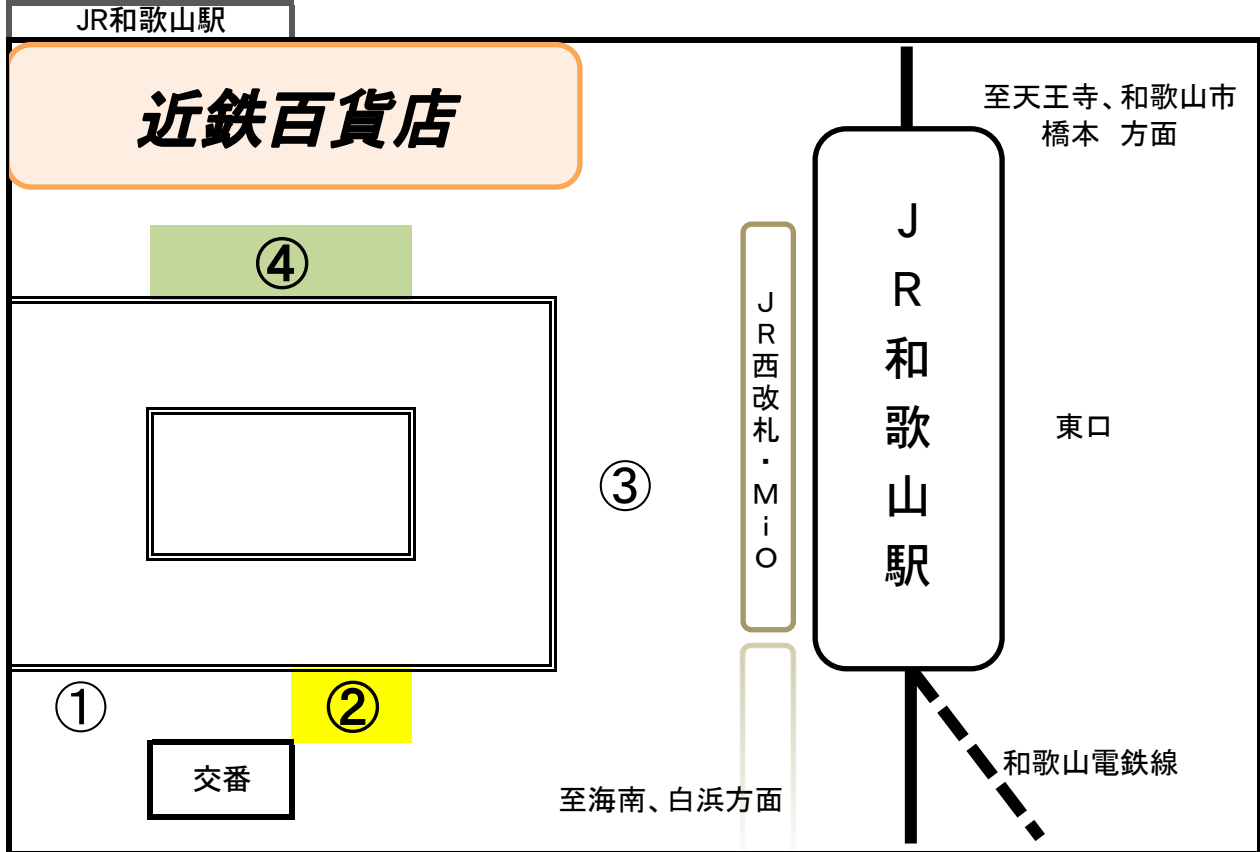 JR和歌山駅
近鉄百貨店
至天王寺、和歌山市
橋本　方面
④
JR和歌山駅
JR西改札・MiO
東口
③
①
②
交番
和歌山電鉄線
至海南、白浜方面